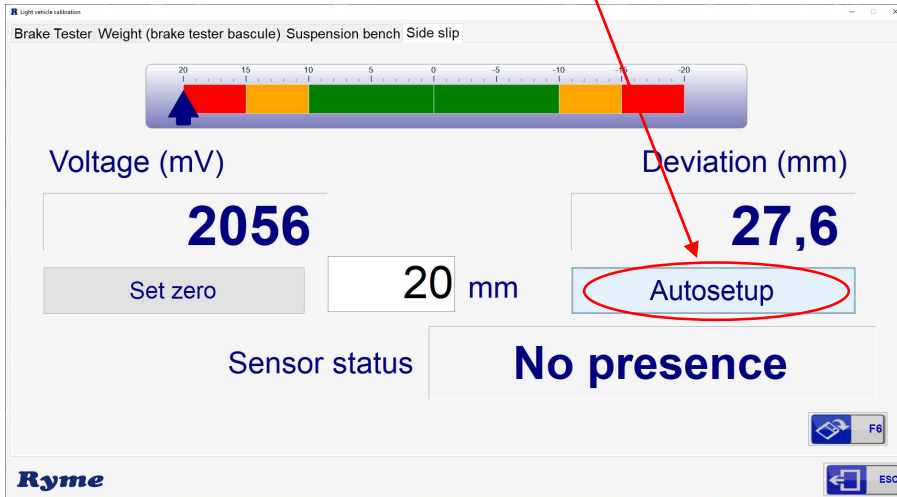 Light vehicle calibration
Brake Tester Weight (brake tester bascule) Suspension bench Side slip
20 15 10 5 0 -5 -10 -15 -20
Voltage (mV) Deviation (mm)
2056 27,6
Set zero 20 mm Autosetup
Sensor status No presence
F6
Ryme ESC